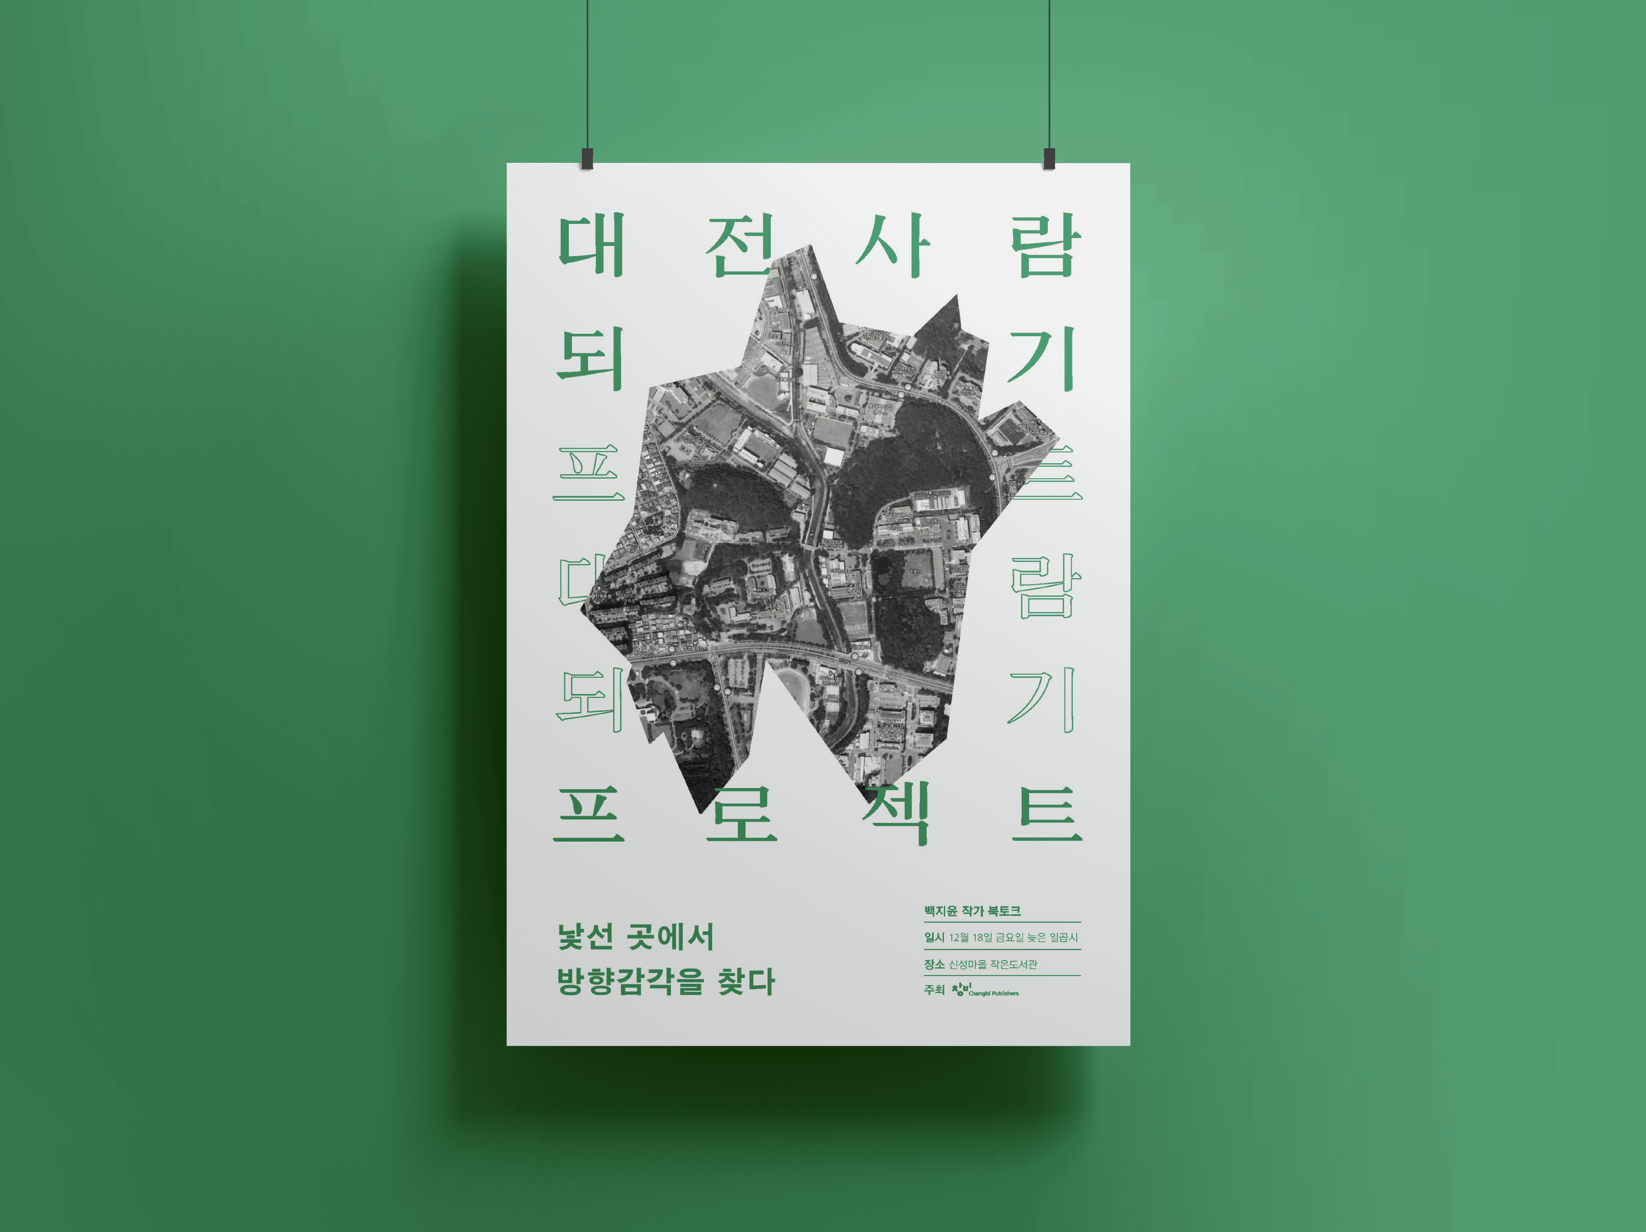 대 전 사 람
되 기
프 트
대 람
되 기
프 로 젝 트
낯선 곳에서
방향감각을 찾다
백지윤 작가 북토크
일시 12월 18일 금요일 늦은 일곱시
장소 신성마을 작은도서관
주최 창비 Changbi Publishers